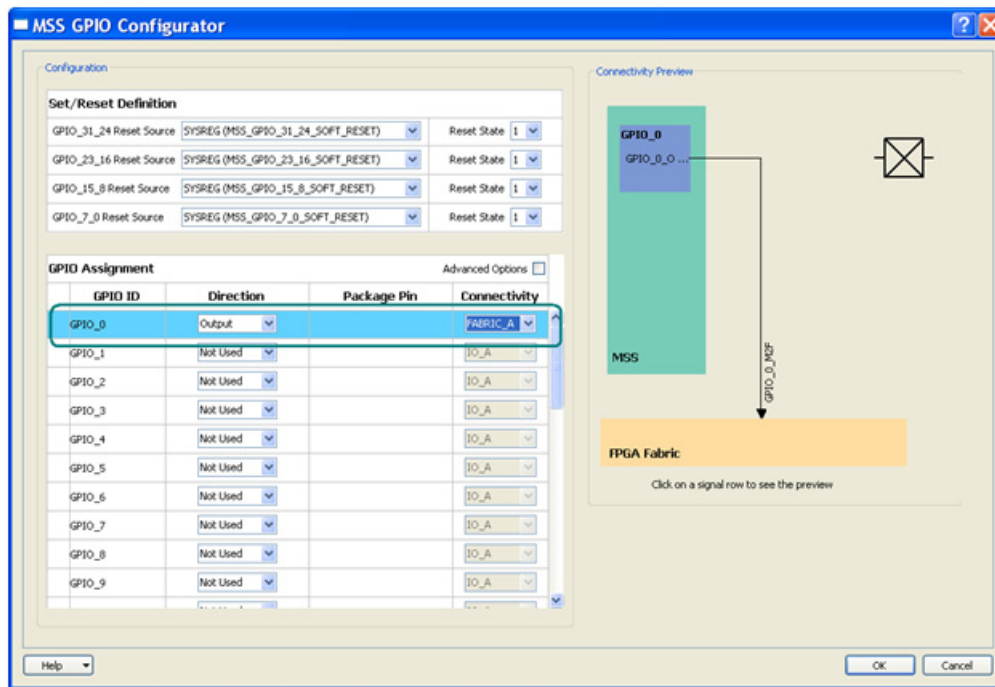 MSS GPIO Configurator
Configuration
Set/Reset Definition
GPIO_31_24 Reset Source SYSREG (MSS_GPIO_31_24_SOFT_RESET) Reset State 1
GPIO_23_16 Reset Source SYSREG (MSS_GPIO_23_16_SOFT_RESET) Reset State 1
GPIO_15_8 Reset Source SYSREG (MSS_GPIO_15_8_SOFT_RESET) Reset State 1
GPIO_7_0 Reset Source SYSREG (MSS_GPIO_7_0_SOFT_RESET) Reset State 1
GPIO Assignment Advanced Options
GPIO ID Direction Package Pin Connectivity
GPIO_0 Output FABRIC_A
GPIO_1 Not Used IO_A
GPIO_2 Not Used IO_A
GPIO_3 Not Used IO_A
GPIO_4 Not Used IO_A
GPIO_5 Not Used IO_A
GPIO_6 Not Used IO_A
GPIO_7 Not Used IO_A
GPIO_8 Not Used IO_A
GPIO_9 Not Used IO_A
Connectivity Preview
GPIO_0
GPIO_0_O ...
MSS
GPIO_0_M2F
FPGA Fabric
Click on a signal row to see the preview
Help OK Cancel